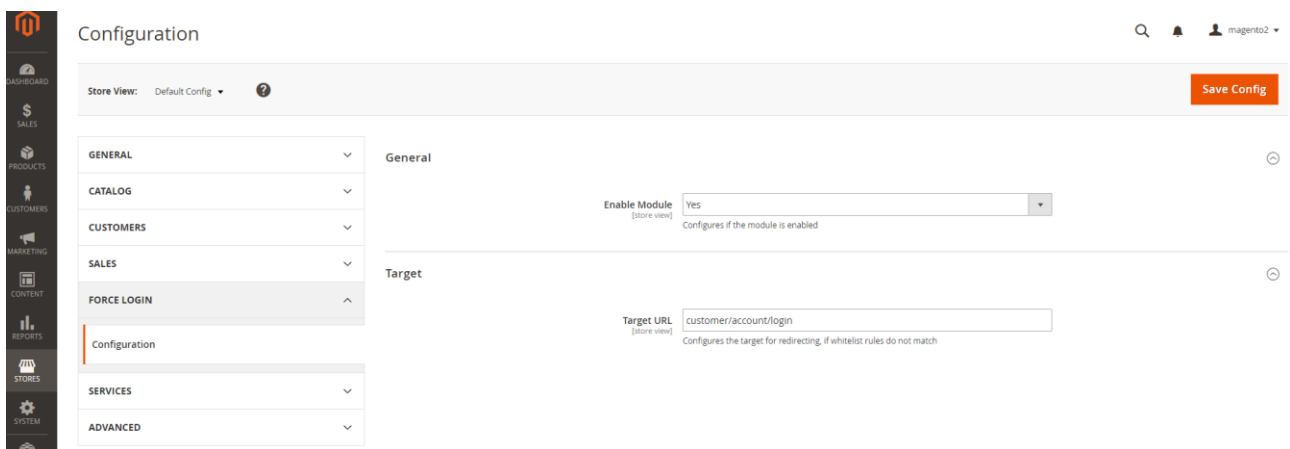 Configuration
magento2
DASHBOARD
SALES
PRODUCTS
CUSTOMERS
MARKETING
CONTENT
REPORTS
STORES
SYSTEM
Store View: Default Config ?
Save Config
GENERAL
CATALOG
CUSTOMERS
SALES
FORCE LOGIN
Configuration
SERVICES
ADVANCED
General
Enable Module Yes
[store view]
Configures if the module is enabled
Target
Target URL customer/account/login
[store view]
Configures the target for redirecting, if whitelist rules do not match